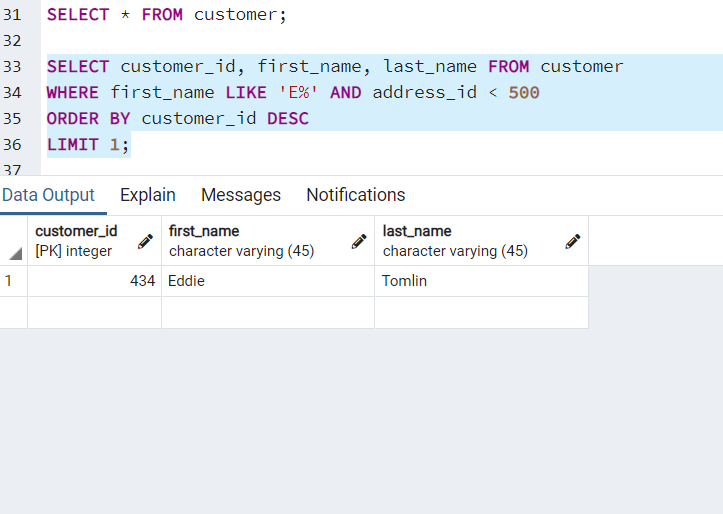 31 SELECT * FROM customer;
32
33 SELECT customer_id, first_name, last_name FROM customer
34 WHERE first_name LIKE 'E%' AND address_id < 500
35 ORDER BY customer_id DESC
36 LIMIT 1;
37
Data Output Explain Messages Notifications
customer_id first_name last_name
[PK] integer character varying (45) character varying (45)
1 434 Eddie Tomlin